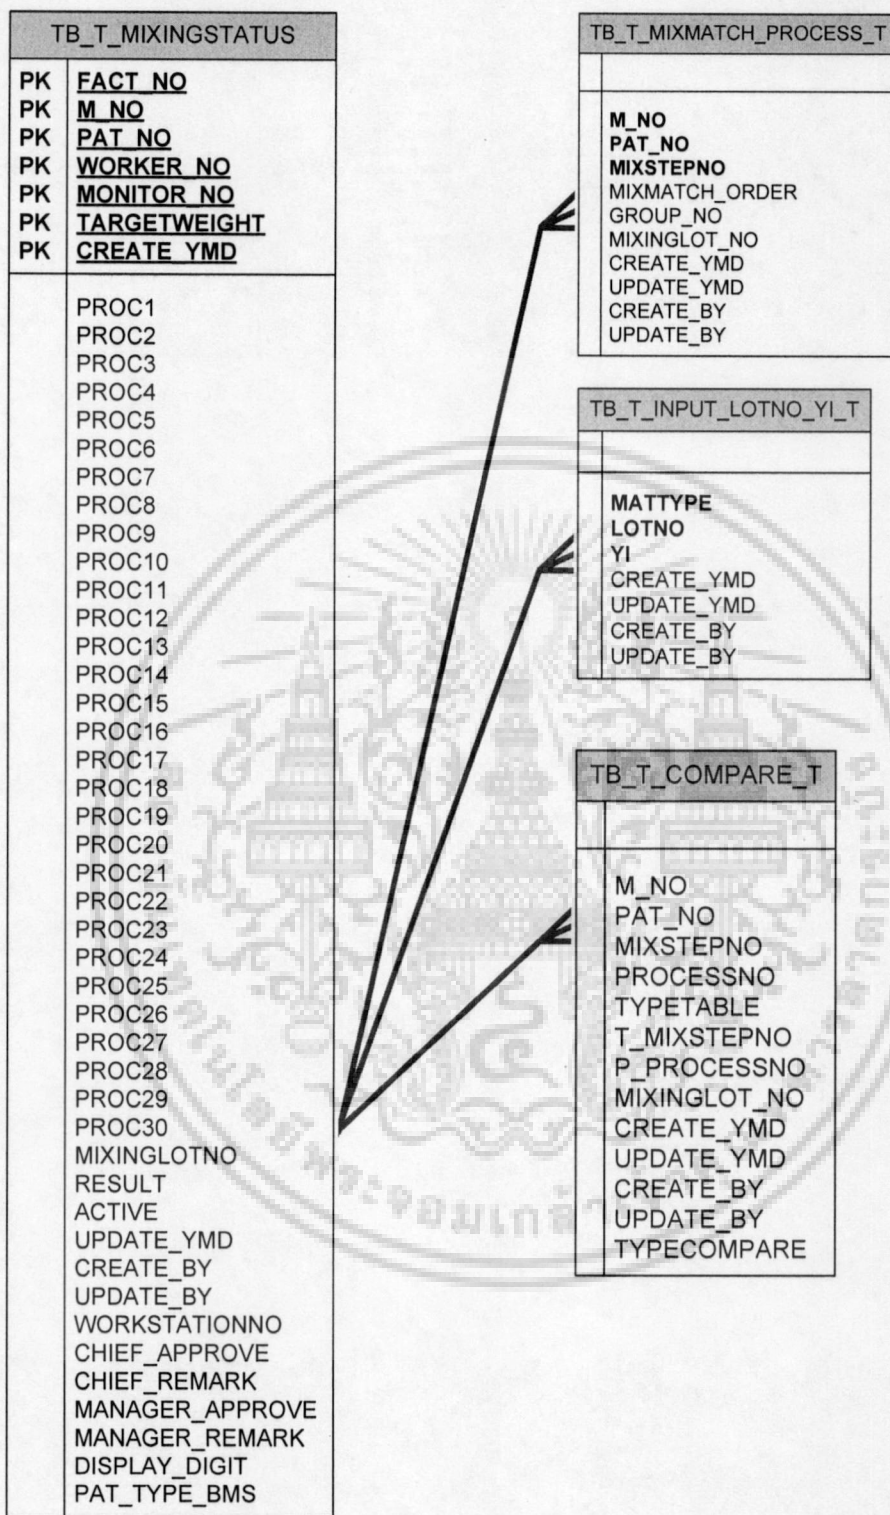 TB_T_MIXINGSTATUS
PK FACT_NO
PK M_NO
PK PAT_NO
PK WORKER_NO
PK MONITOR_NO
PK TARGETWEIGHT
PK CREATE_YMD
PROC1
PROC2
PROC3
PROC4
PROC5
PROC6
PROC7
PROC8
PROC9
PROC10
PROC11
PROC12
PROC13
PROC14
PROC15
PROC16
PROC17
PROC18
PROC19
PROC20
PROC21
PROC22
PROC23
PROC24
PROC25
PROC26
PROC27
PROC28
PROC29
PROC30
MIXINGLOTNO
RESULT
ACTIVE
UPDATE_YMD
CREATE_BY
UPDATE_BY
WORKSTATIONNO
CHIEF_APPROVE
CHIEF_REMARK
MANAGER_APPROVE
MANAGER_REMARK
DISPLAY_DIGIT
PAT_TYPE_BMS
TB_T_MIXMATCH_PROCESS_T
M_NO
PAT_NO
MIXSTEPNO
MIXMATCH_ORDER
GROUP_NO
MIXINGLOT_NO
CREATE_YMD
UPDATE_YMD
CREATE_BY
UPDATE_BY
TB_T_INPUT_LOTNO_YI_T
MATTYPE
LOTNO
YI
CREATE_YMD
UPDATE_YMD
CREATE_BY
UPDATE_BY
TB_T_COMPARE_T
M_NO
PAT_NO
MIXSTEPNO
PROCESSNO
TYPETABLE
T_MIXSTEPNO
P_PROCESSNO
MIXINGLOT_NO
CREATE_YMD
UPDATE_YMD
CREATE_BY
UPDATE_BY
TYPECOMPARE